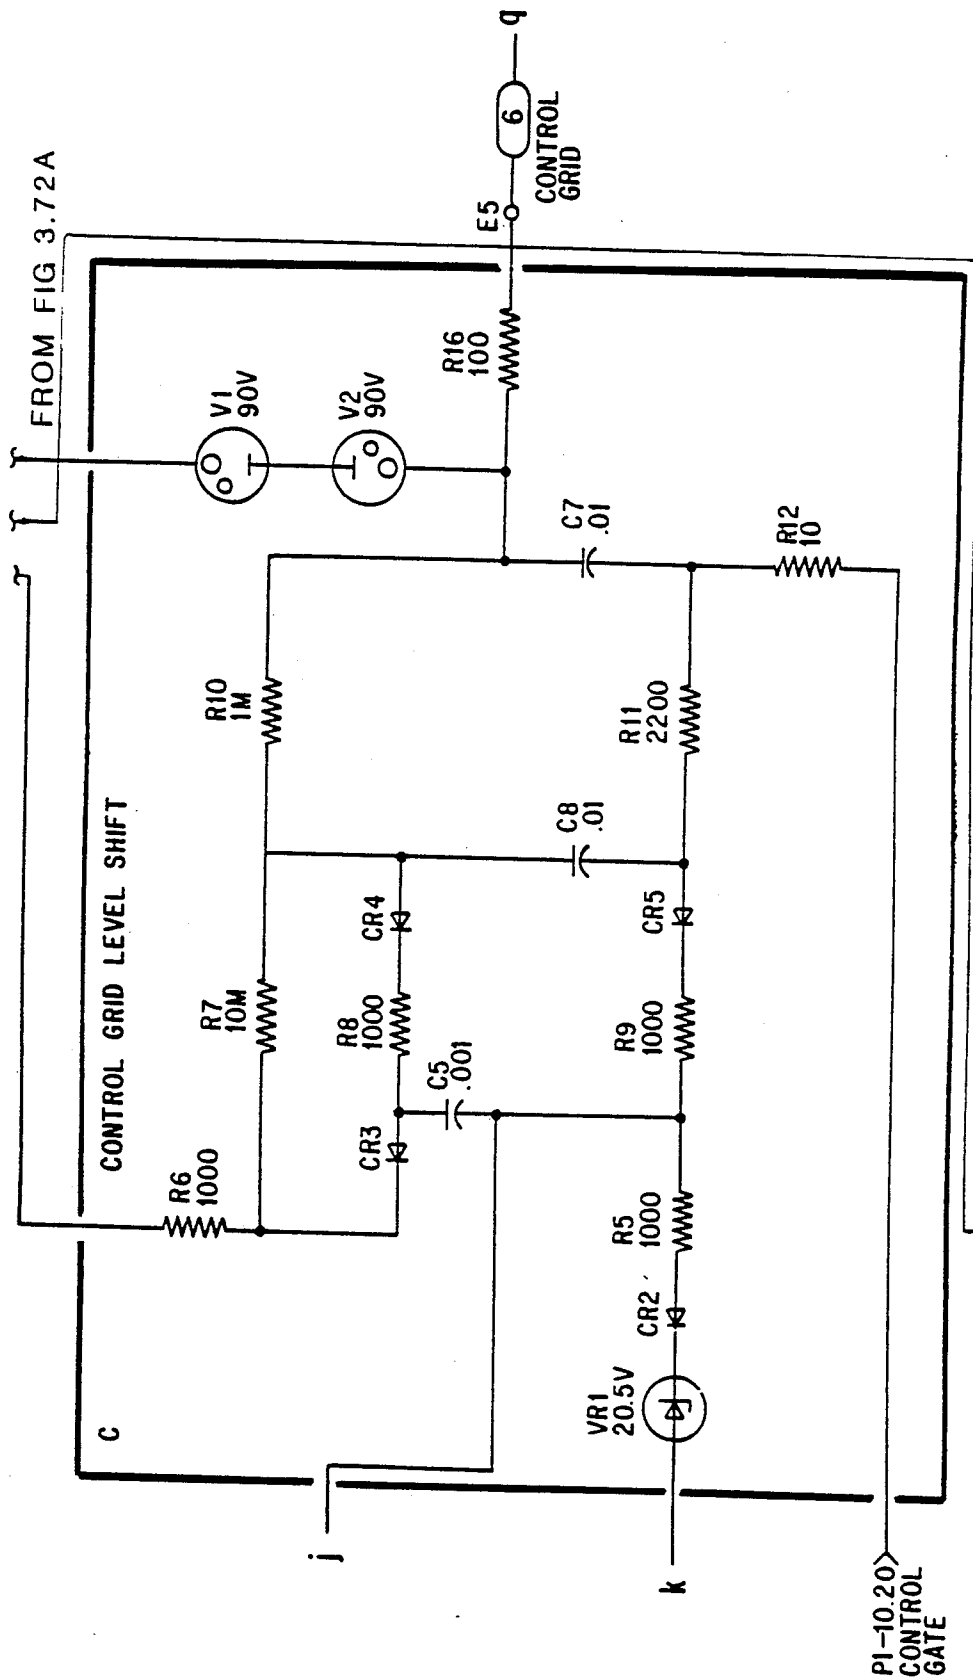 FROM FIG 3.72A
C
CONTROL GRID LEVEL SHIFT
R6
1000
R7
10M
R10
1M
V1
90V
V2
90V
CR3
R8
1000
CR4
C5
.001
C8
.01
C7
.01
R16
100
E5
6
CONTROL
GRID
q
j
VR1
20.5V
CR2
R5
1000
R9
1000
CR5
R11
2200
R12
10
k
P1-10.20
CONTROL
GATE